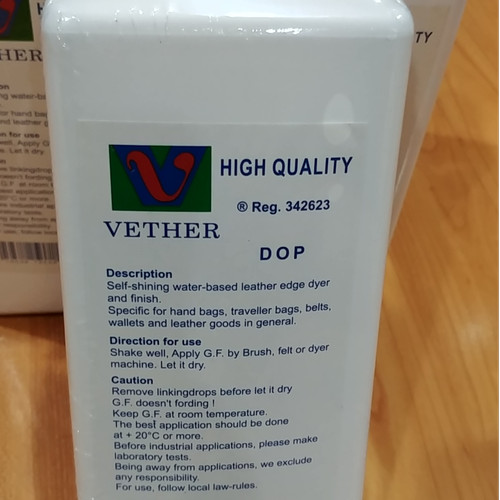 HIGH QUALITY
® Reg. 342623
VETHER
DOP
Description
Self-shining water-based leather edge dyer
and finish.
Specific for hand bags, traveller bags, belts,
wallets and leather goods in general.
Direction for use
Shake well, Apply G.F. by Brush, felt or dyer
machine. Let it dry.
Caution
Remove linkingdrops before let it dry
G.F. doesn't fording !
Keep G.F. at room temperature.
The best application should be done
at + 20°C or more.
Before industrial applications, please make
laboratory tests.
Being away from applications, we exclude
any responsibility.
For use, follow local law-rules.